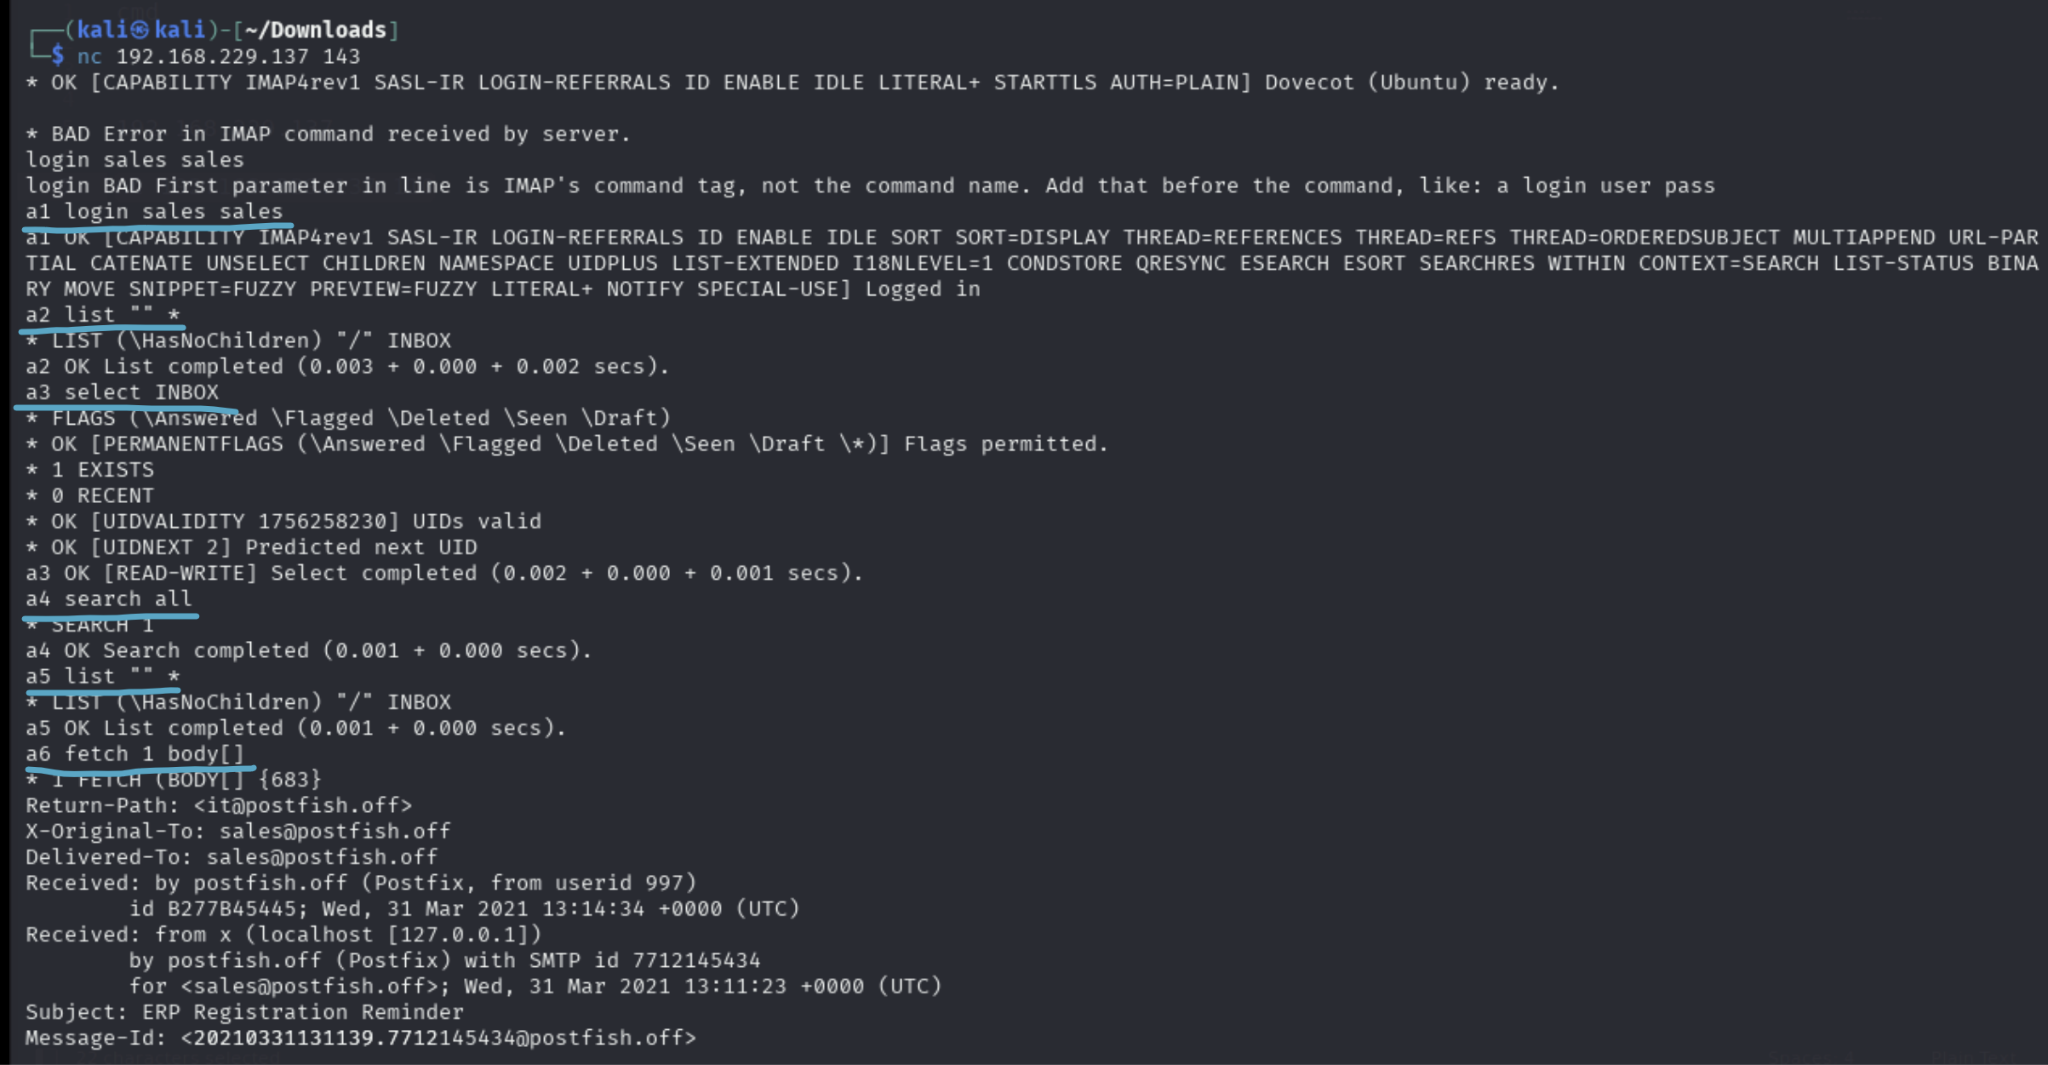 ┌──(kali㉿kali)-[~/Downloads]
└─$ nc 192.168.229.137 143
* OK [CAPABILITY IMAP4rev1 SASL-IR LOGIN-REFERRALS ID ENABLE IDLE LITERAL+ STARTTLS AUTH=PLAIN] Dovecot (Ubuntu) ready.
* BAD Error in IMAP command received by server.
login sales sales
login BAD First parameter in line is IMAP's command tag, not the command name. Add that before the command, like: a login user pass
a1 login sales sales
a1 OK [CAPABILITY IMAP4rev1 SASL-IR LOGIN-REFERRALS ID ENABLE IDLE SORT SORT=DISPLAY THREAD=REFERENCES THREAD=REFS THREAD=ORDEREDSUBJECT MULTIAPPEND URL-PAR
TIAL CATENATE UNSELECT CHILDREN NAMESPACE UIDPLUS LIST-EXTENDED I18NLEVEL=1 CONDSTORE QRESYNC ESEARCH ESORT SEARCHRES WITHIN CONTEXT=SEARCH LIST-STATUS BINA
RY MOVE SNIPPET=FUZZY PREVIEW=FUZZY LITERAL+ NOTIFY SPECIAL-USE] Logged in
a2 list "" *
* LIST (\HasNoChildren) "/" INBOX
a2 OK List completed (0.003 + 0.000 + 0.002 secs).
a3 select INBOX
* FLAGS (\Answered \Flagged \Deleted \Seen \Draft)
* OK [PERMANENTFLAGS (\Answered \Flagged \Deleted \Seen \Draft \*)] Flags permitted.
* 1 EXISTS
* 0 RECENT
* OK [UIDVALIDITY 1756258230] UIDs valid
* OK [UIDNEXT 2] Predicted next UID
a3 OK [READ-WRITE] Select completed (0.002 + 0.000 + 0.001 secs).
a4 search all
* SEARCH 1
a4 OK Search completed (0.001 + 0.000 secs).
a5 list "" *
* LIST (\HasNoChildren) "/" INBOX
a5 OK List completed (0.001 + 0.000 secs).
a6 fetch 1 body[]
* 1 FETCH (BODY[] {683}
Return-Path: <it@postfish.off>
X-Original-To: sales@postfish.off
Delivered-To: sales@postfish.off
Received: by postfish.off (Postfix, from userid 997)
        id B277B45445; Wed, 31 Mar 2021 13:14:34 +0000 (UTC)
Received: from x (localhost [127.0.0.1])
        by postfish.off (Postfix) with SMTP id 7712145434
        for <sales@postfish.off>; Wed, 31 Mar 2021 13:11:23 +0000 (UTC)
Subject: ERP Registration Reminder
Message-Id: <20210331131139.7712145434@postfish.off>